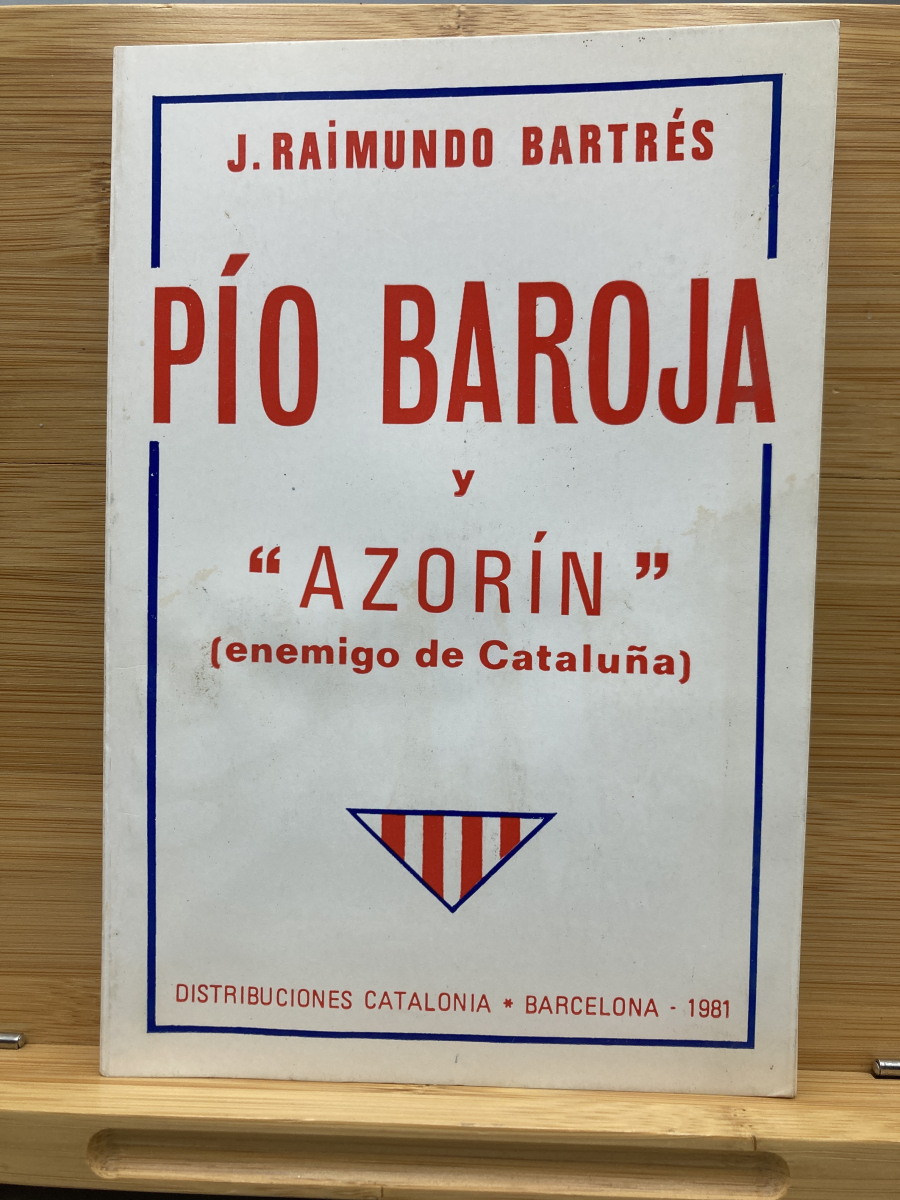 J. RAIMUNDO BARTRÉS
PÍO BAROJA
y
“AZORÍN”
(enemigo de Cataluña)
DISTRIBUCIONES CATALONIA * BARCELONA - 1981